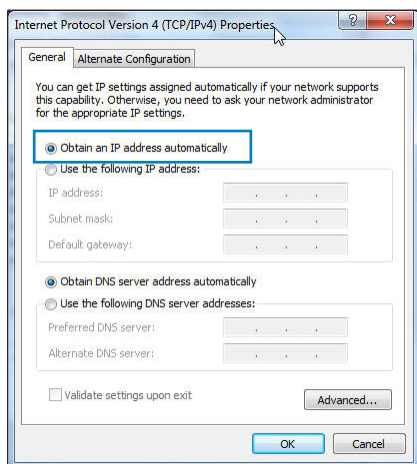 Internet Protocol Version 4 (TCP/IPv4) Properties
General
Alternate Configuration
You can get IP settings assigned automatically if your network supports
this capability. Otherwise, you need to ask your network administrator
for the appropriate IP settings.
Obtain an IP address automatically
Use the following IP address:
IP address:
Subnet mask:
Default gateway:
Obtain DNS server address automatically
Use the following DNS server addresses:
Preferred DNS server:
Alternate DNS server:
Validate settings upon exit
Advanced...
OK
Cancel